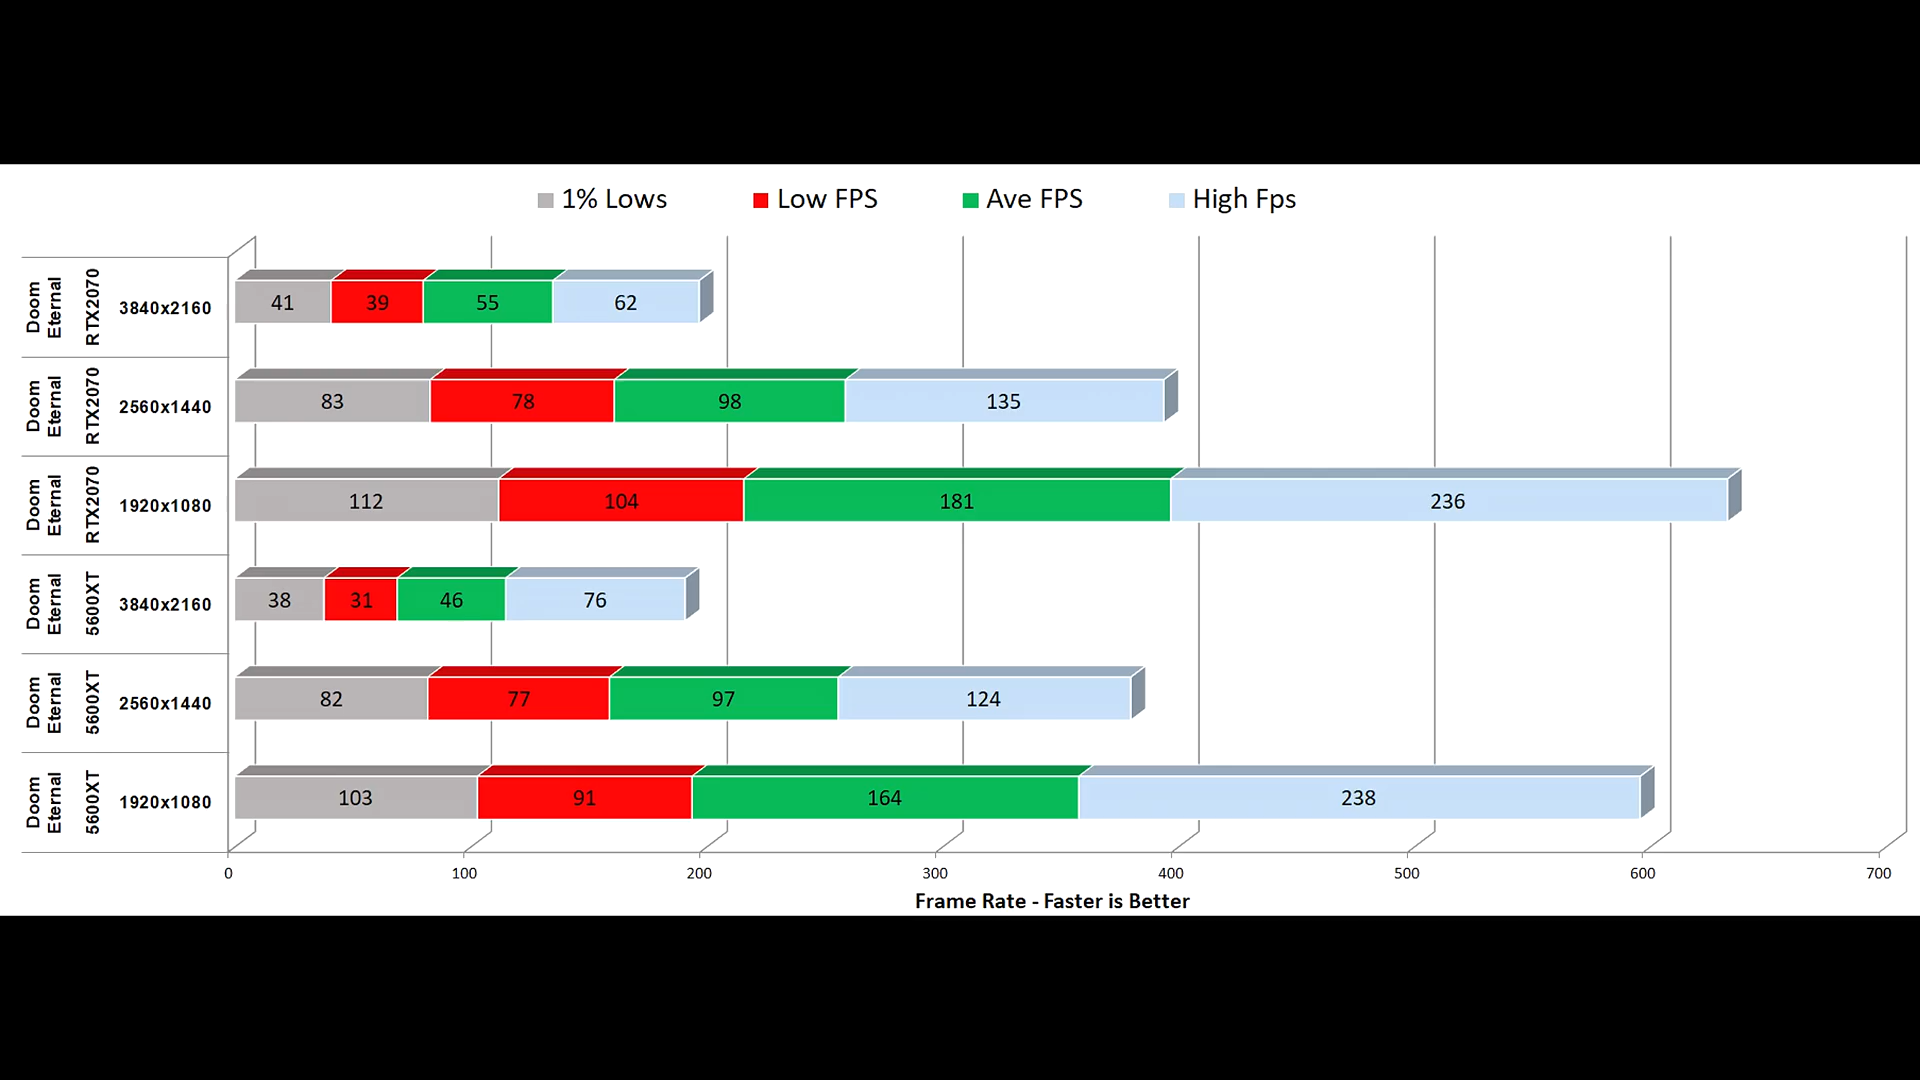 1% Lows Low FPS Ave FPS High Fps
Doom Eternal RTX2070 3840x2160 41 39 55 62
Doom Eternal RTX2070 2560x1440 83 78 98 135
Doom Eternal RTX2070 1920x1080 112 104 181 236
Doom Eternal 5600XT 3840x2160 38 31 46 76
Doom Eternal 5600XT 2560x1440 82 77 97 124
Doom Eternal 5600XT 1920x1080 103 91 164 238
0 100 200 300 400 500 600 700
Frame Rate - Faster is Better